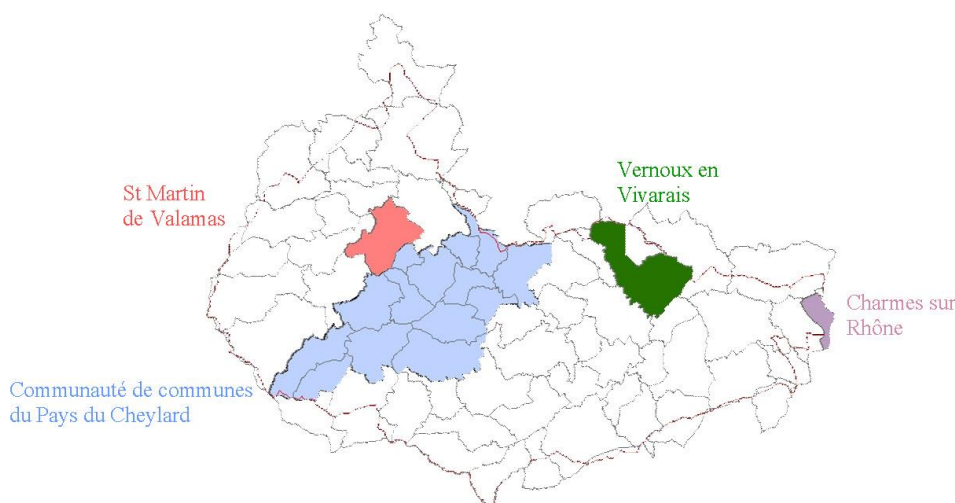 Vernoux en
Vivarais
St Martin
de Valamas
Charmes sur
Rhône
Communauté de communes
du Pays du Cheylard